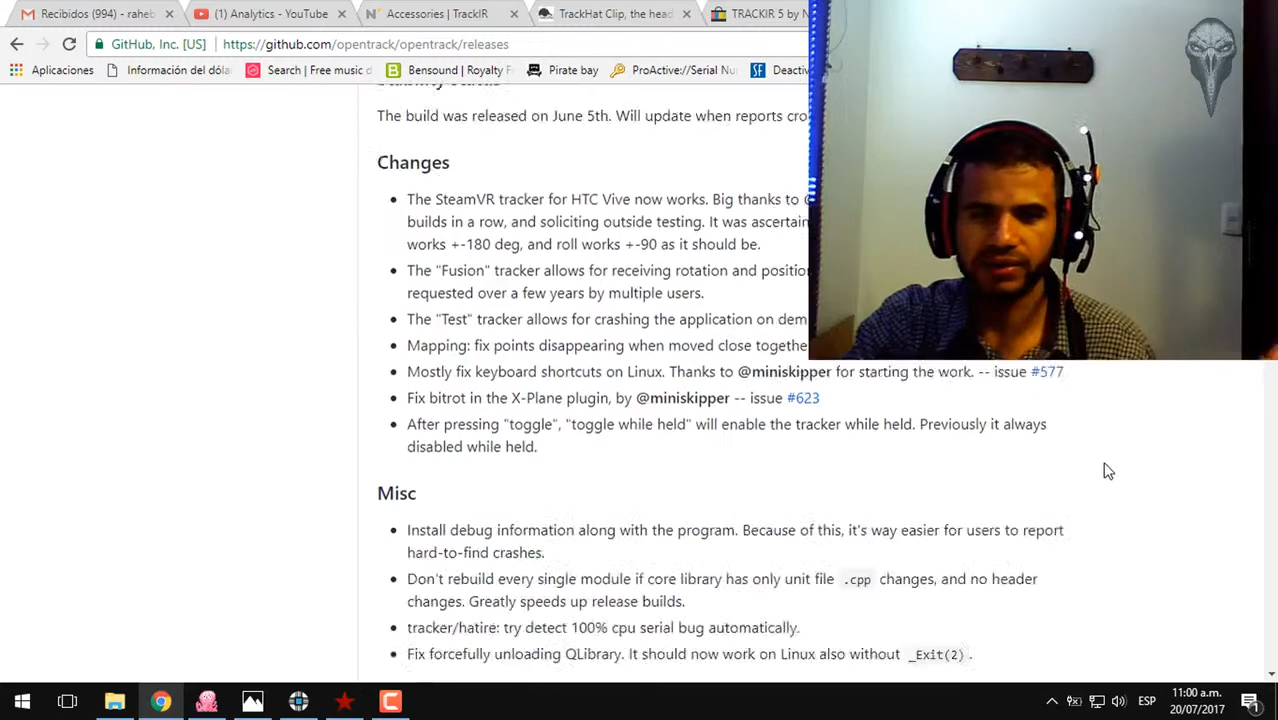 Recibidos (994) - raheb
(1) Analytics - YouTube
Accessories | TrackIR
TrackHat Clip, the head
TRACKIR 5 by N
GitHub, Inc. [US]
https://github.com/opentrack/opentrack/releases
Aplicaciones
Información del dóla
Search | Free music d
Bensound | Royalty F
Pirate bay
ProActive://Serial Nu
Deactiv
The build was released on June 5th. Will update when reports cro
Changes
The SteamVR tracker for HTC Vive now works. Big thanks to
builds in a row, and soliciting outside testing. It was ascertain
works +-180 deg, and roll works +-90 as it should be.
The "Fusion" tracker allows for receiving rotation and position
requested over a few years by multiple users.
The "Test" tracker allows for crashing the application on dem
Mapping: fix points disappearing when moved close togethe
Mostly fix keyboard shortcuts on Linux. Thanks to @miniskipper for starting the work. -- issue #577
Fix bitrot in the X-Plane plugin, by @miniskipper -- issue #623
After pressing "toggle", "toggle while held" will enable the tracker while held. Previously it always
disabled while held.
Misc
Install debug information along with the program. Because of this, it's way easier for users to report
hard-to-find crashes.
Don't rebuild every single module if core library has only unit file .cpp changes, and no header
changes. Greatly speeds up release builds.
tracker/hatire: try detect 100% cpu serial bug automatically.
Fix forcefully unloading QLibrary. It should now work on Linux also without _Exit(2).
ESP
11:00 a.m.
20/07/2017